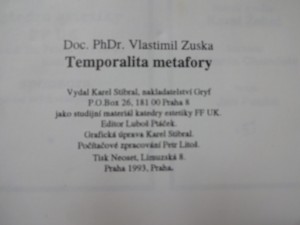 Doc. PhDr. Vlastimil Zuska
Temporalita metafory
Vydal Karel Stibral, nakladatelství Gryf
P.O.Box 26, 181 00 Praha 8
jako studijní materiál katedry estetiky FF UK.
Editor Luboš Ptáček.
Grafická úprava Karel Stibral.
Počítačové zpracování Petr Litoš.
Tisk Neoset, Limuzská 8.
Praha 1993, Praha.